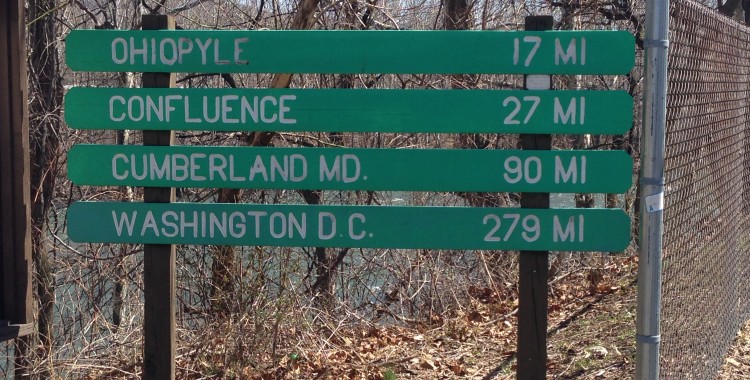 OHIOPYLE 17 MI
CONFLUENCE 27 MI
CUMBERLAND MD. 90 MI
WASHINGTON D.C. 279 MI